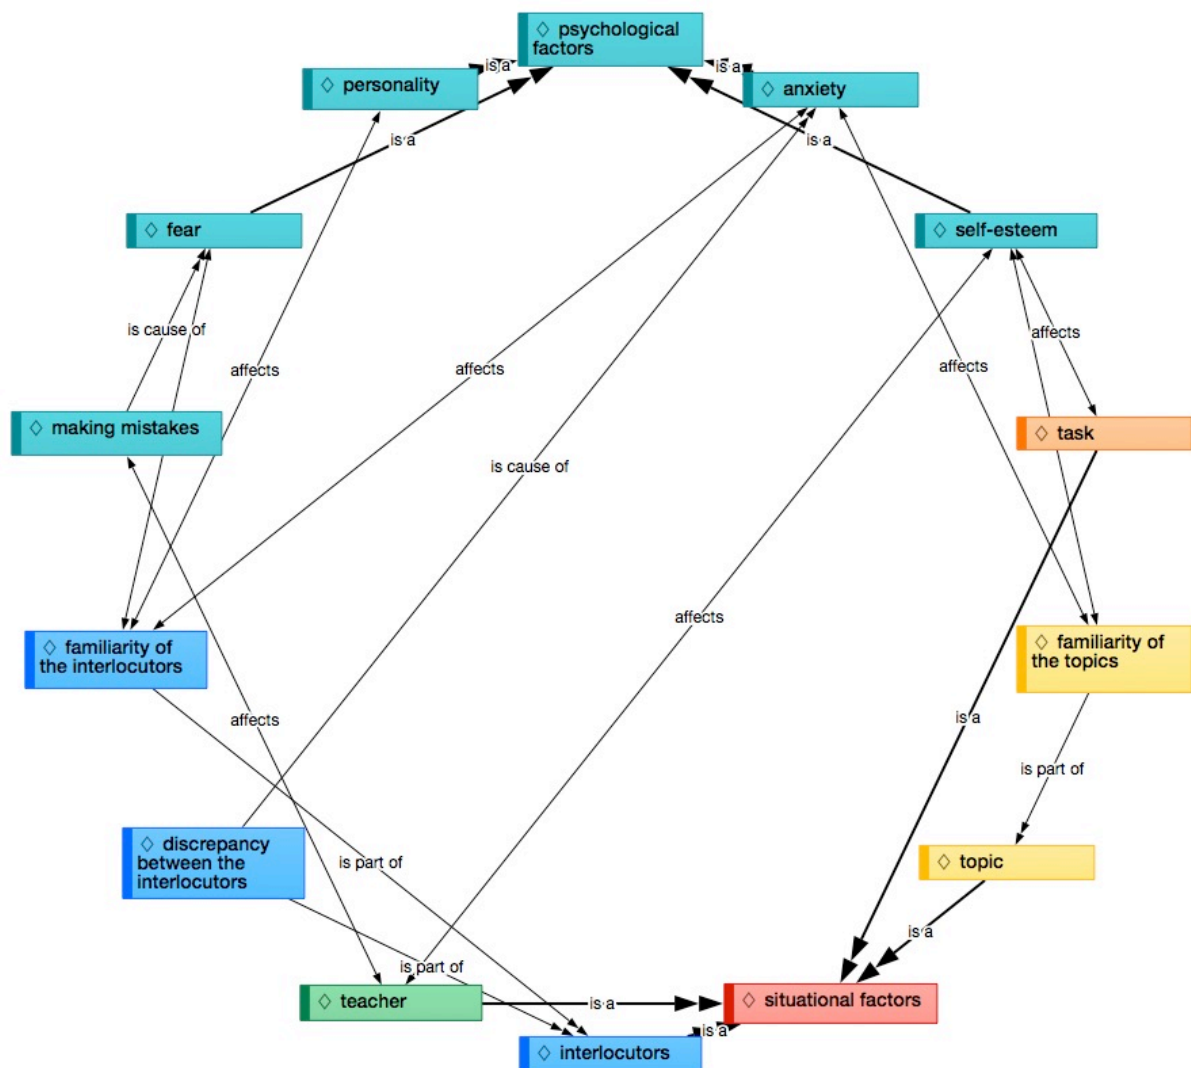 ◇ psychological
factors
is a
is a
◇ personality
◇ anxiety
is a
is a
◇ fear
◇ self-esteem
is cause of
affects
affects
affects
affects
◇ making mistakes
◇ task
is cause of
affects
◇ familiarity of
the interlocutors
◇ familiarity of
the topics
affects
is a
is part of
◇ discrepancy
between the
interlocutors
is part of
◇ topic
is a
is part of
◇ teacher
is a
◇ situational factors
is a
◇ interlocutors